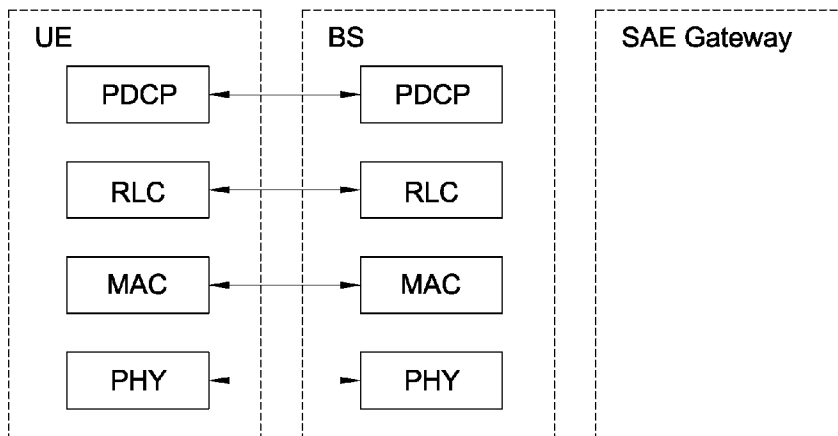 UE BS SAE Gateway
PDCP PDCP
RLC RLC
MAC MAC
PHY PHY